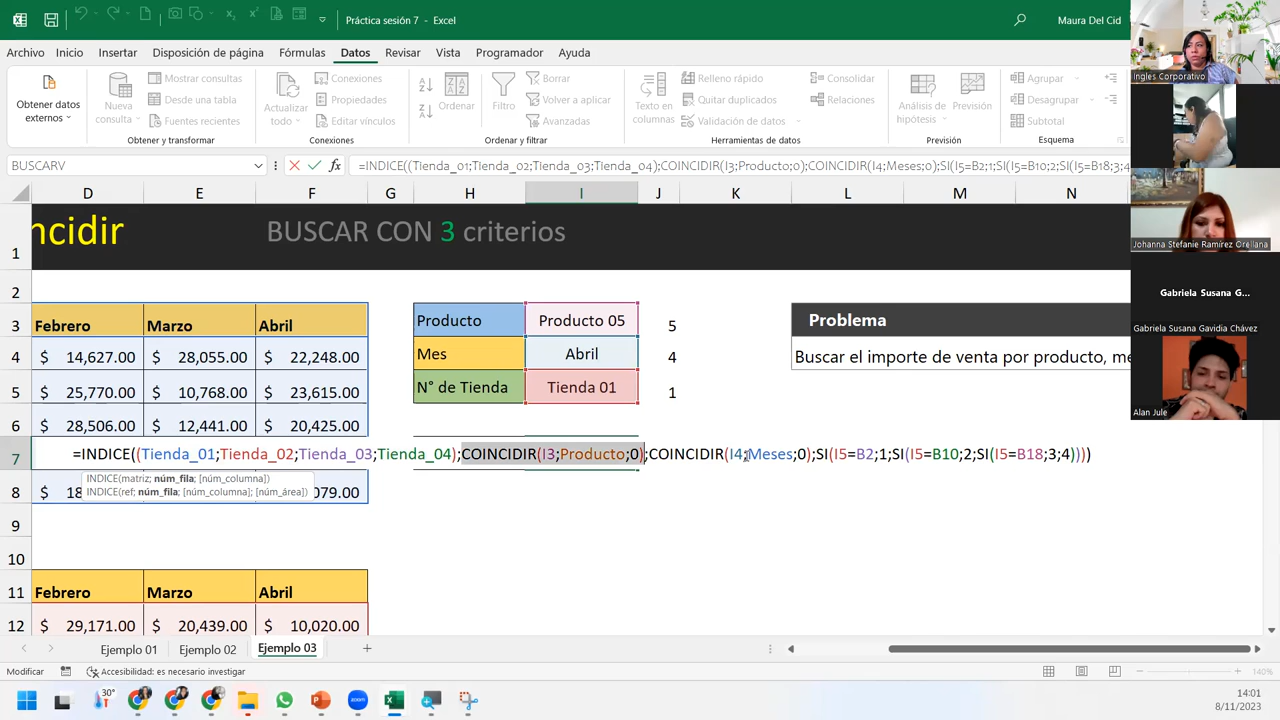 Práctica sesión 7 - Excel
Maura Del Cid
Archivo Inicio Insertar Disposición de página Fórmulas Datos Revisar Vista Programador Ayuda
Obtener datos externos
Nueva consulta
Mostrar consultas
Desde una tabla
Fuentes recientes
Obtener y transformar
Actualizar todo
Conexiones
Propiedades
Editar vínculos
Conexiones
Ordenar
Filtro
Borrar
Volver a aplicar
Avanzadas
Ordenar y filtrar
Texto en columnas
Relleno rápido
Quitar duplicados
Validación de datos
Consolidar
Relaciones
Herramientas de datos
Análisis de hipótesis
Previsión
Previsión
Agrupar
Desagrupar
Subtotal
Esquema
BUSCARV
fx
=INDICE((Tienda_01;Tienda_02;Tienda_03;Tienda_04);COINCIDIR(I3;Producto;0);COINCIDIR(I4;Meses;0);SI(I5=B2;1;SI(I5=B10;2;SI(I5=B18;3;4
D E F G H I J K L M N
1 ncidir BUSCAR CON 3 criterios
2
3 Febrero Marzo Abril Producto Producto 05 5 Problema
4 $ 14,627.00 $ 28,055.00 $ 22,248.00 Mes Abril 4 Buscar el importe de venta por producto, me
5 $ 25,770.00 $ 10,768.00 $ 23,615.00 N° de Tienda Tienda 01 1
6 $ 28,506.00 $ 12,441.00 $ 20,425.00
7 =INDICE((Tienda_01;Tienda_02;Tienda_03;Tienda_04);COINCIDIR(I3;Producto;0);COINCIDIR(I4;Meses;0);SI(I5=B2;1;SI(I5=B10;2;SI(I5=B18;3;4))))
INDICE(matriz; núm_fila; [núm_columna])
INDICE(ref; núm_fila; [núm_columna]; [núm_área])
8 $ 18 079.00
9
10
11 Febrero Marzo Abril
12 $ 29,171.00 $ 20,439.00 $ 10,020.00
Ejemplo 01 Ejemplo 02 Ejemplo 03
Modificar
Accesibilidad: es necesario investigar
140%
30°
zoom
14:01
8/11/2023
Ingles Corporativo
Johanna Stefanie Ramírez Orellana
Gabriela Susana G...
Gabriela Susana Gavidia Chávez
Alan Jule